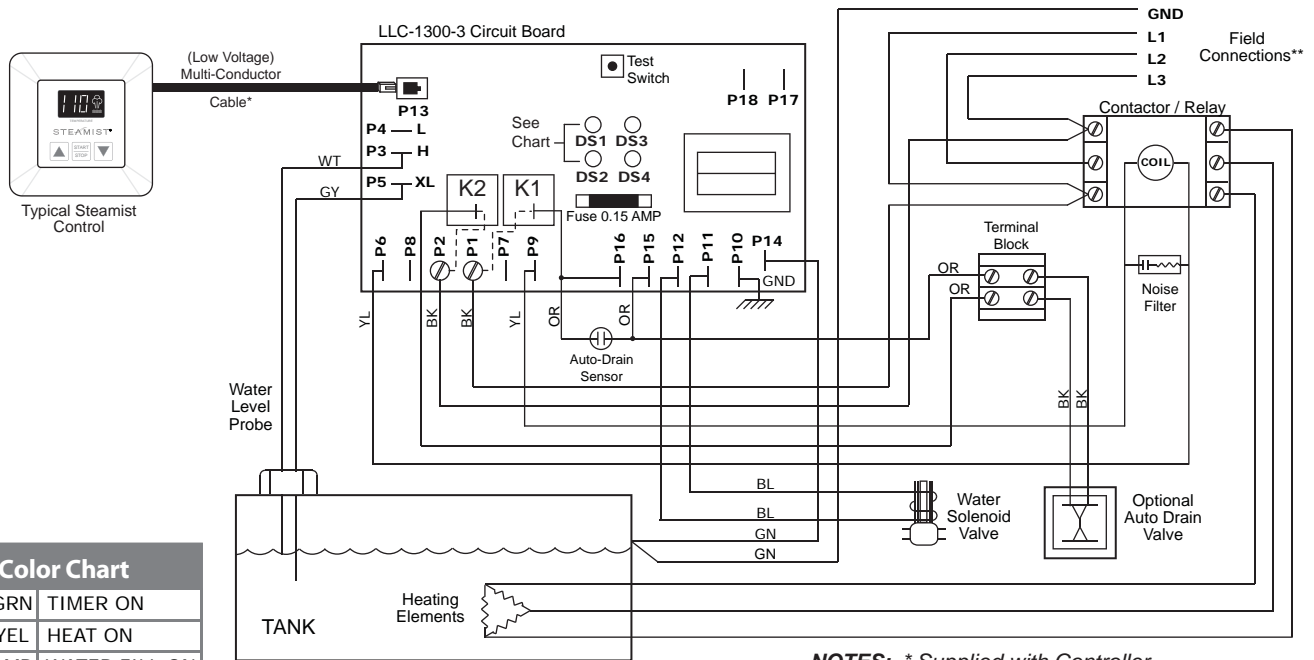 LLC-1300-3 Circuit Board
GND
L1
L2
L3
Field
Connections**
(Low Voltage)
Multi-Conductor
Cable*
Test
Switch
P18 P17
110
STEAMIST
START
STOP
Typical Steamist
Control
P13
P4 L
P3 H
P5 XL
WT
GY
See
Chart
DS1 DS3
DS2 DS4
K2 K1
Fuse 0.15 AMP
Contactor / Relay
COIL
P6
P8
P2
P1
P7
P9
P16
P15
P12
P11
P10
P14
GND
Terminal
Block
OR
OR
Noise
Filter
YL
BK
BK
YL
OR
OR
Auto-Drain
Sensor
BK
BK
Water
Level
Probe
BL
BL
GN
GN
Water
Solenoid
Valve
Optional
Auto Drain
Valve
Color Chart
GRN TIMER ON
YEL HEAT ON
TANK
Heating
Elements
NOTES: * Supplied with Controller